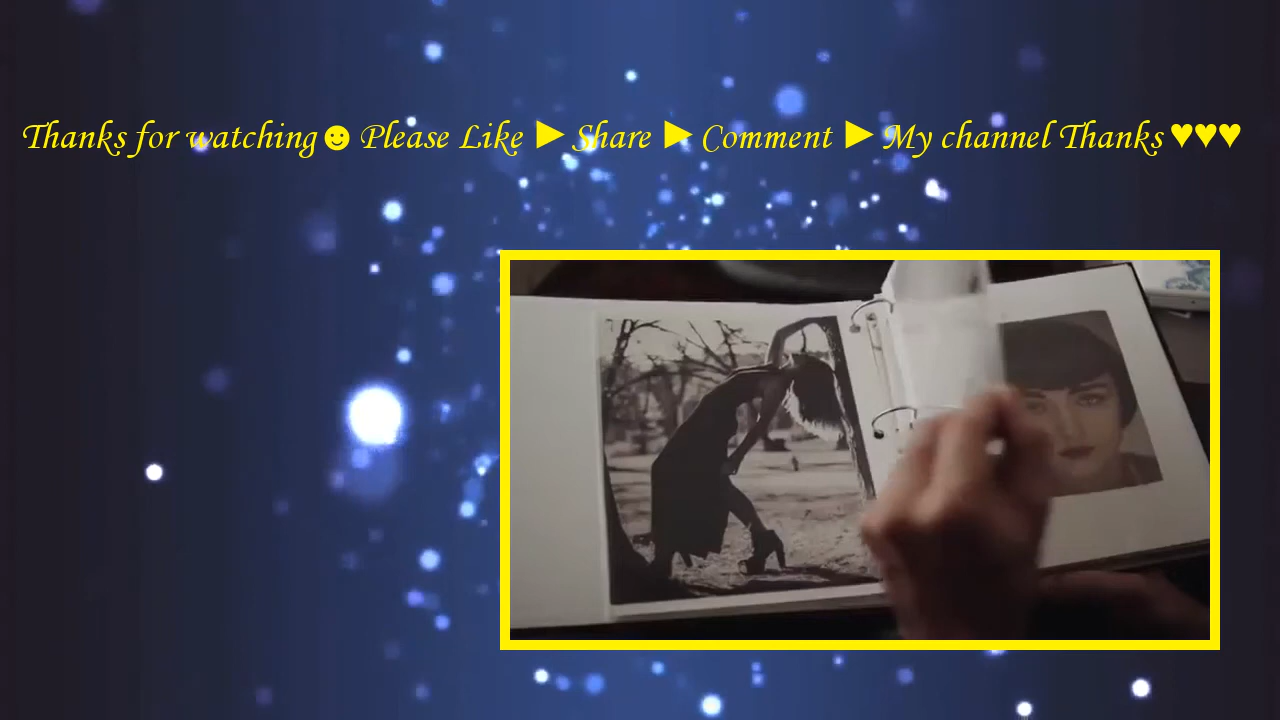 Thanks for watching☻Please Like ► Share ► Comment ► My channel Thanks ♥♥♥